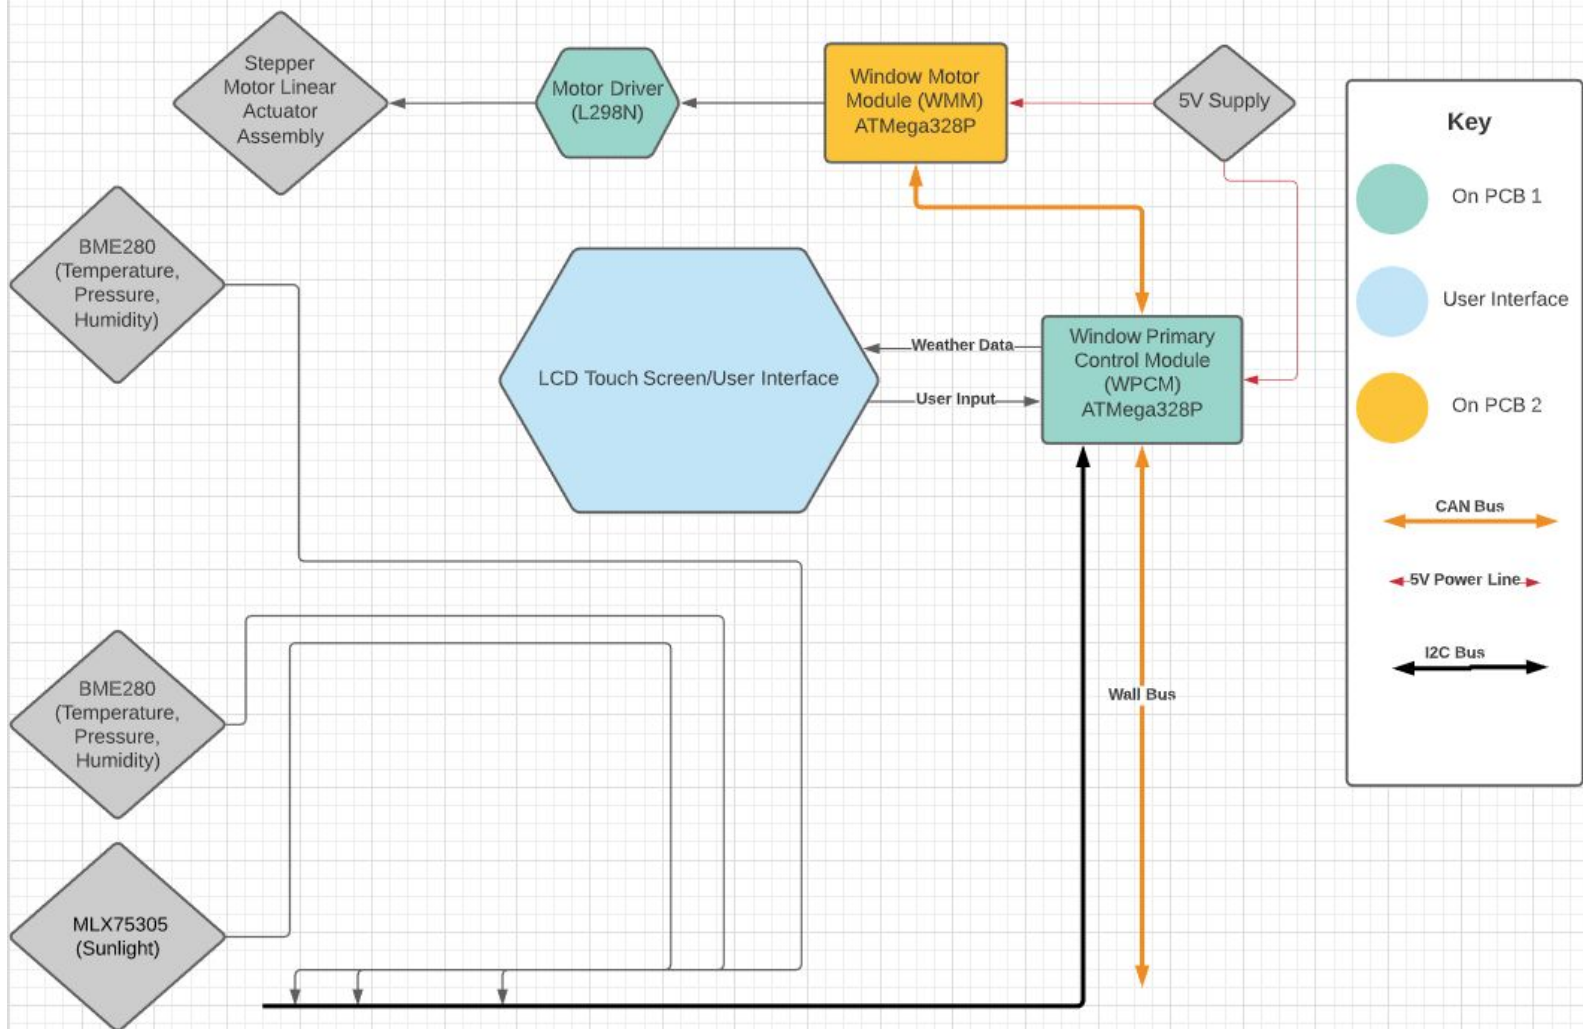 Stepper
Motor Linear
Actuator
Assembly
Motor Driver
(L298N)
Window Motor
Module (WMM)
ATMega328P
5V Supply
BME280
(Temperature,
Pressure,
Humidity)
LCD Touch Screen/User Interface
Weather Data
User Input
Window Primary
Control Module
(WPCM)
ATMega328P
BME280
(Temperature,
Pressure,
Humidity)
MLX75305
(Sunlight)
Wall Bus
Key
On PCB 1
User Interface
On PCB 2
CAN Bus
5V Power Line
I2C Bus